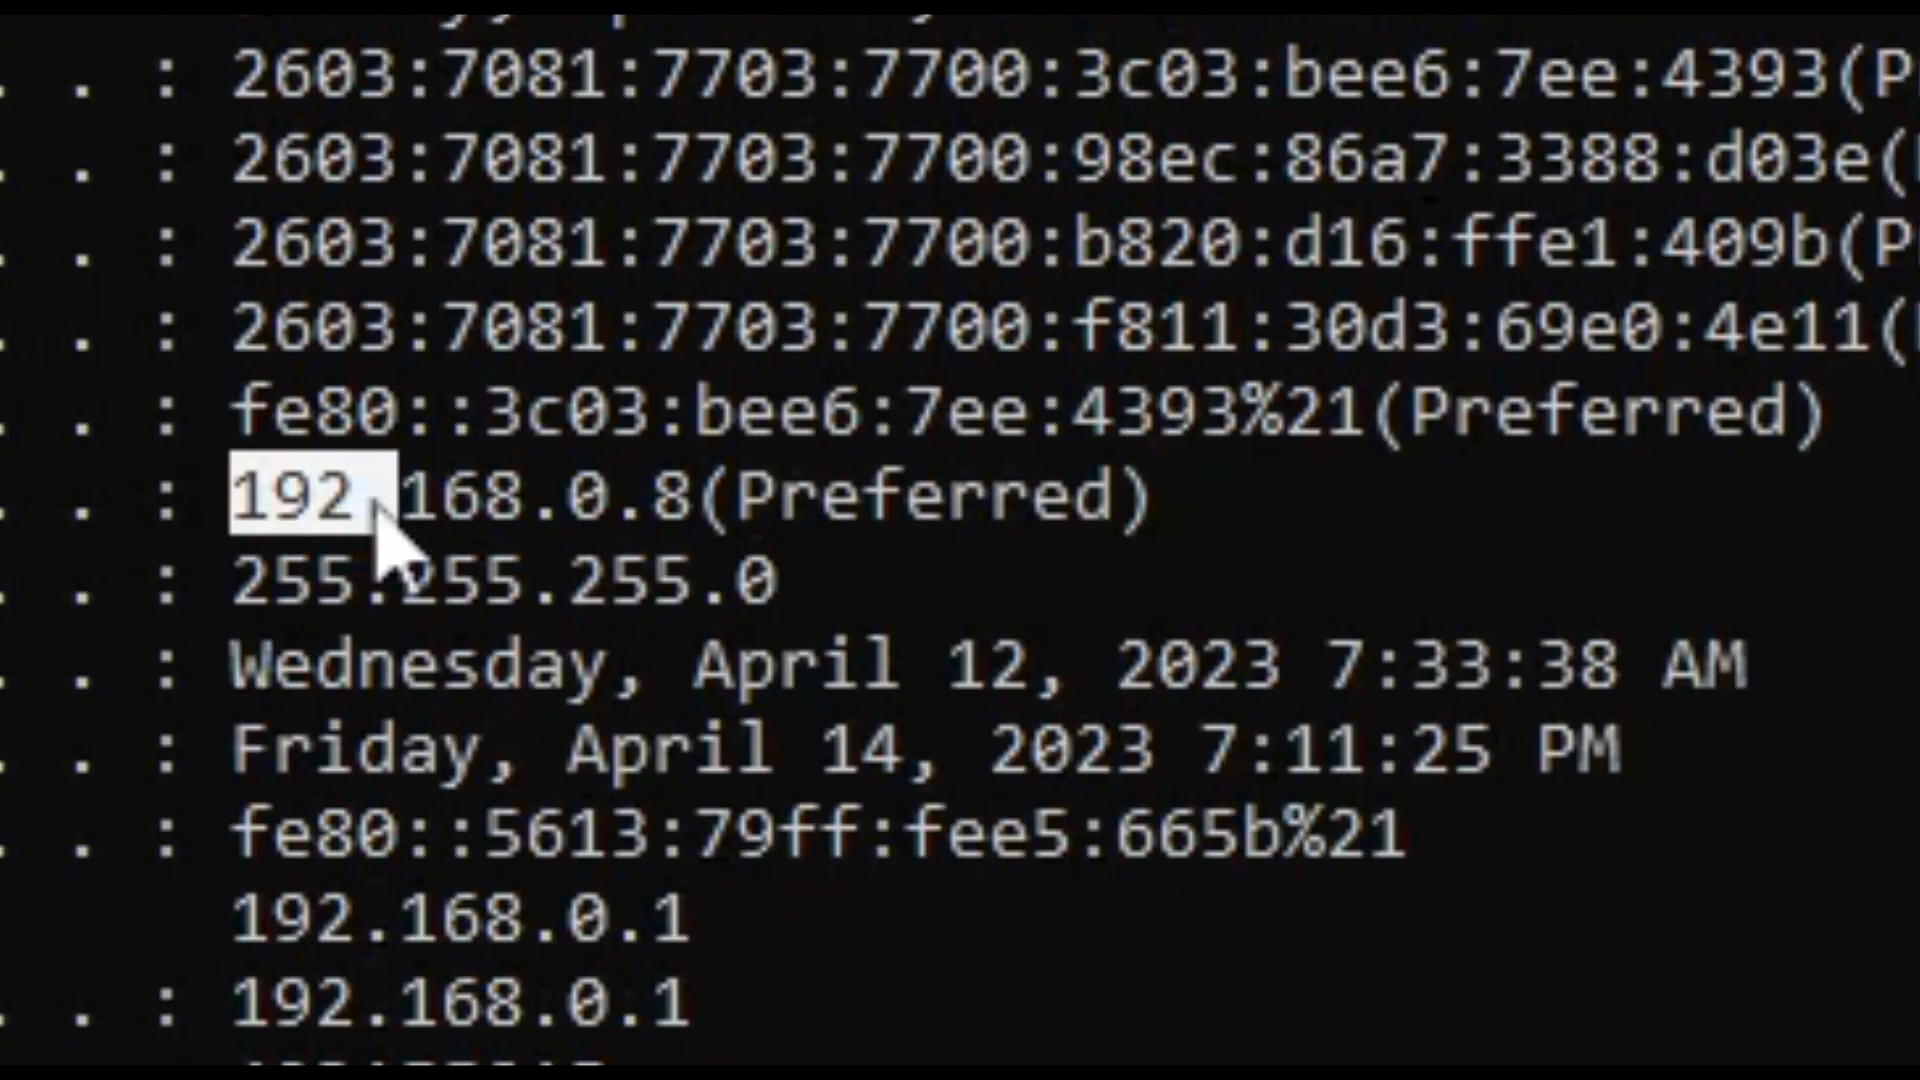 . . : 2603:7081:7703:7700:3c03:bee6:7ee:4393(P
. . : 2603:7081:7703:7700:98ec:86a7:3388:d03e(
. . : 2603:7081:7703:7700:b820:d16:ffe1:409b(P
. . : 2603:7081:7703:7700:f811:30d3:69e0:4e11(
. . : fe80::3c03:bee6:7ee:4393%21(Preferred)
. . : 192.168.0.8(Preferred)
. . : 255.255.255.0
. . : Wednesday, April 12, 2023 7:33:38 AM
. . : Friday, April 14, 2023 7:11:25 PM
. . : fe80::5613:79ff:fee5:665b%21
192.168.0.1
. . : 192.168.0.1